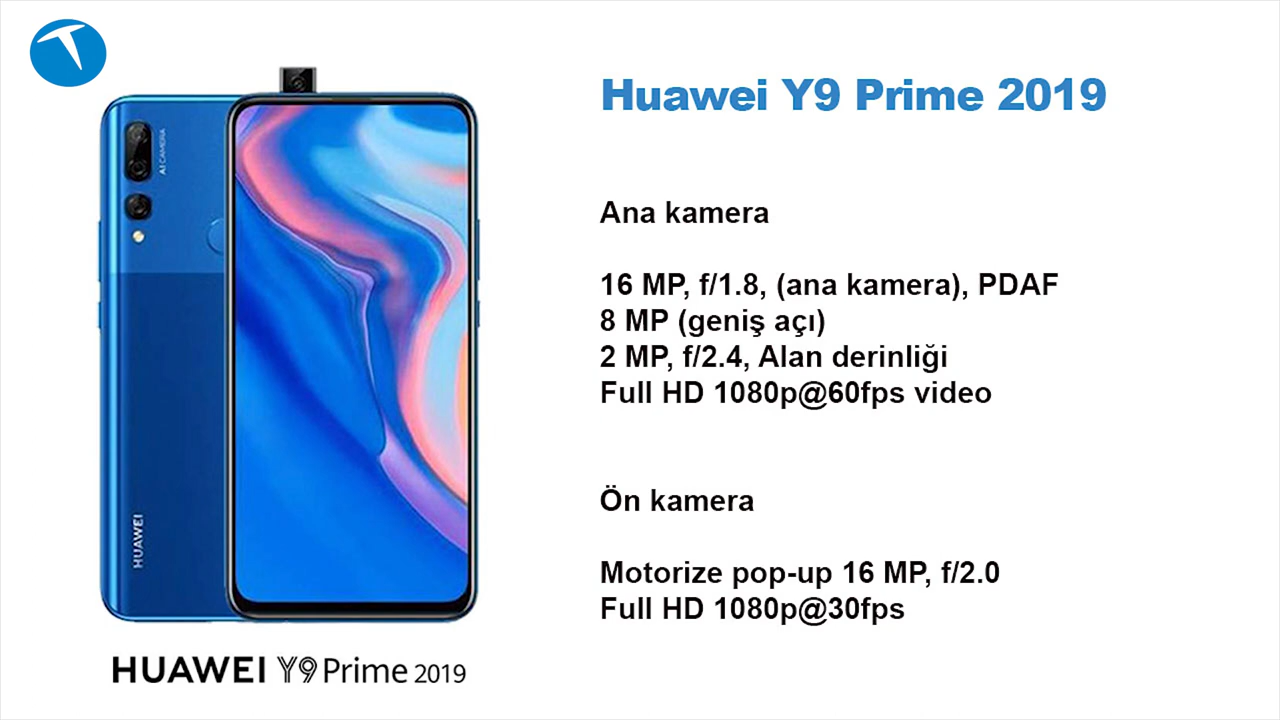 Huawei Y9 Prime 2019
Ana kamera
16 MP, f/1.8, (ana kamera), PDAF
8 MP (geniş açı)
2 MP, f/2.4, Alan derinliği
Full HD 1080p@60fps video
Ön kamera
Motorize pop-up 16 MP, f/2.0
Full HD 1080p@30fps
AI CAMERA
HUAWEI
HUAWEI Y9 Prime 2019